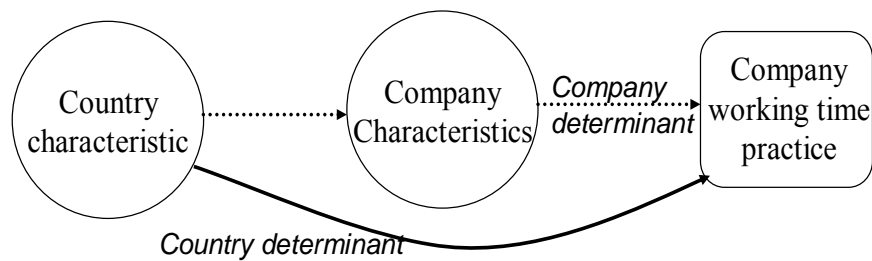 Country
characteristic
Company
Characteristics
Company
determinant
Company
working time
practice
Country determinant